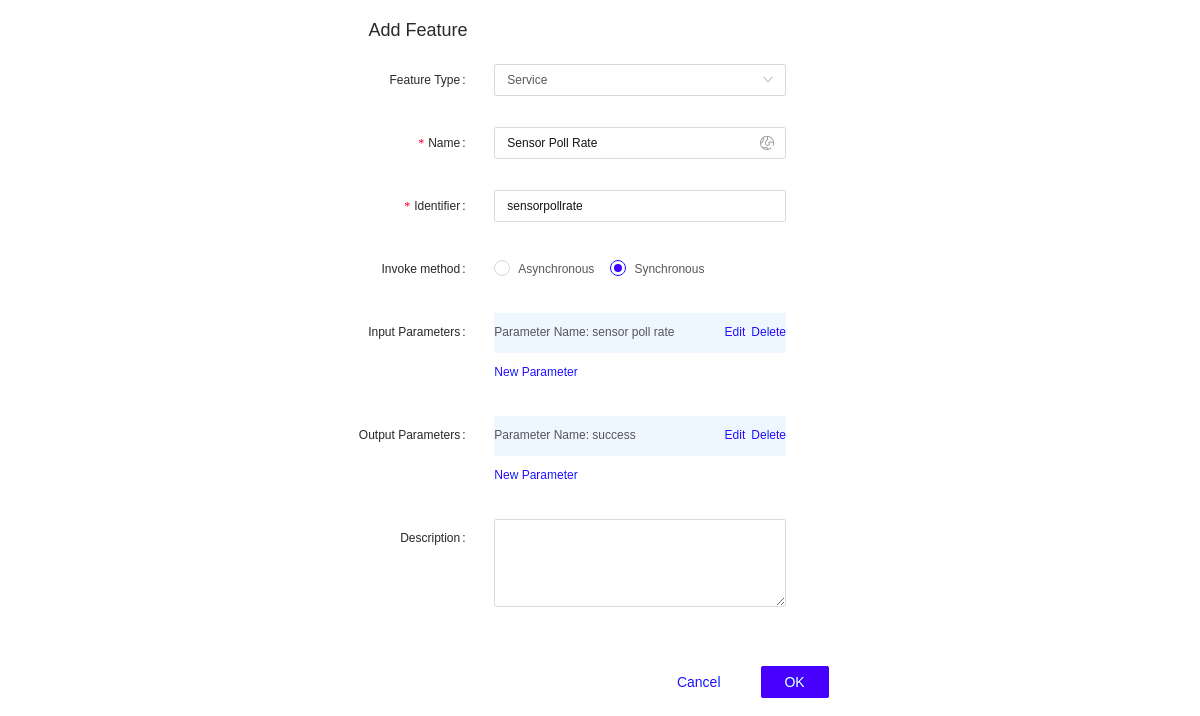 Add Feature
Feature Type: Service
* Name: Sensor Poll Rate
* Identifier: sensorpollrate
Invoke method: Asynchronous Synchronous
Input Parameters: Parameter Name: sensor poll rate Edit Delete
New Parameter
Output Parameters: Parameter Name: success Edit Delete
New Parameter
Description:
Cancel OK